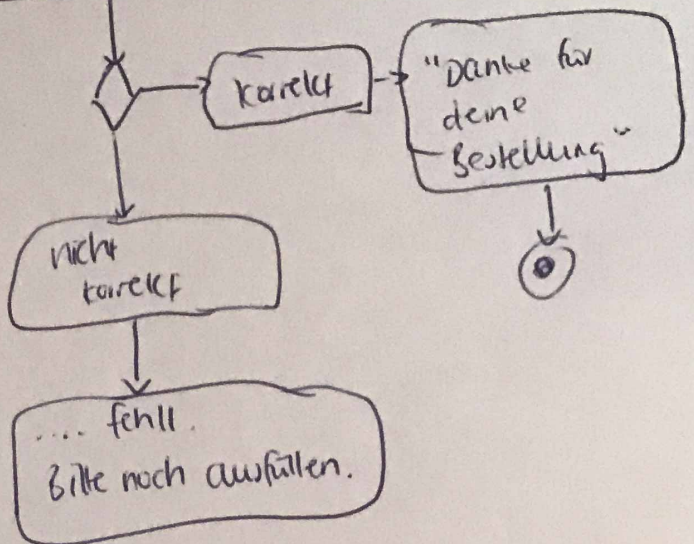 korrekt
"Danke für
deine
Bestellung"
nicht
korrekt
.... fehlt.
Bitte noch ausfüllen.